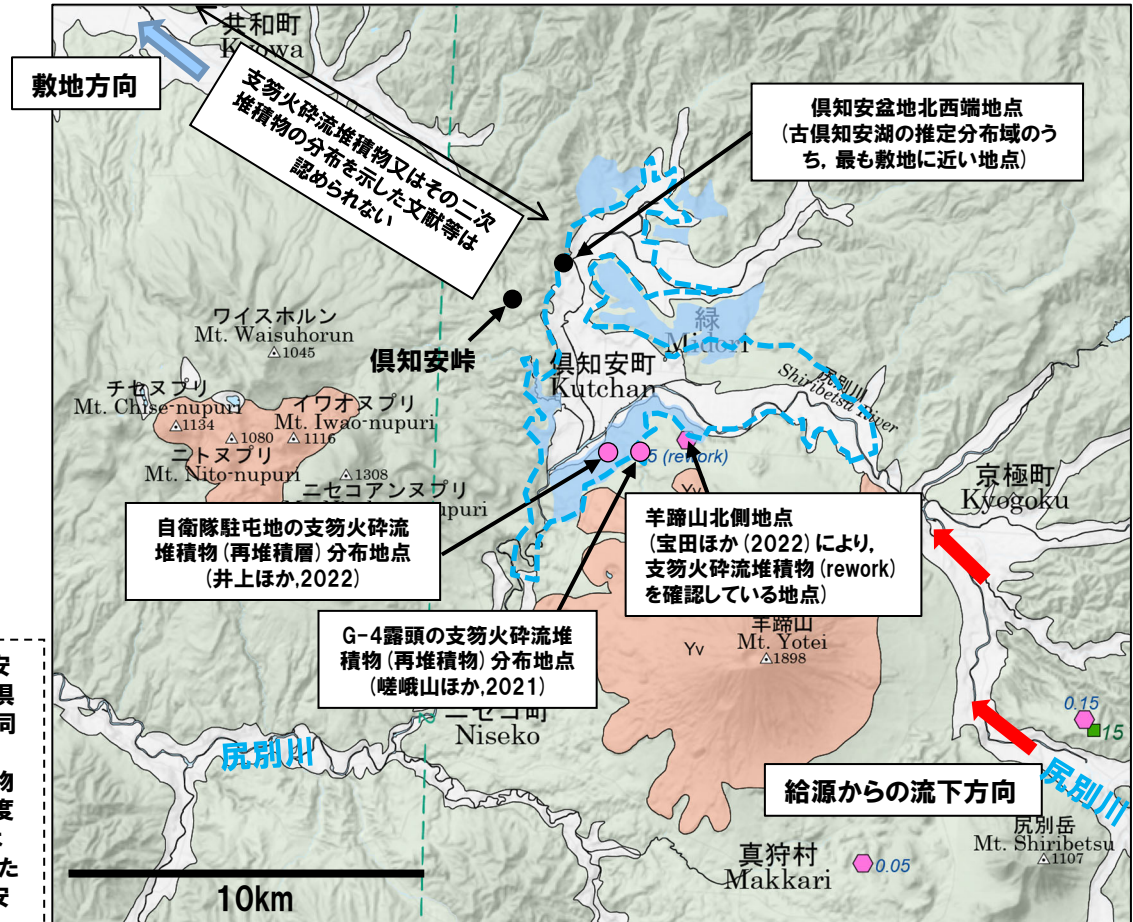 共和町
Kyowa
敷地方向
支笏火砕流堆積物又はその二次
堆積物の分布を示した文献等は
認められない
倶知安盆地北西端地点
(古倶知安湖の推定分布域のう
ち，最も敷地に近い地点)
ワイスホルン
Mt. Waisuhorun
1045
倶知安峠
緑
Midori
倶知安町
Kutchan
尻別川
Shiribetsu River
チセヌプリ
Mt. Chise-nupuri
1134
イワオヌプリ
Mt. Iwao-nupuri
1080
1116
ニトヌプリ
Mt. Nito-nupuri
1308
ニセコアンヌプリ
upuri
5 (rework)
京極町
Kyogoku
Yv
自衛隊駐屯地の支笏火砕流
堆積物(再堆積層)分布地点
(井上ほか,2022)
羊蹄山北側地点
(宝田ほか(2022)により，
支笏火砕流堆積物(rework)
を確認している地点)
G-4露頭の支笏火砕流堆
積物(再堆積物)分布地点
(嵯峨山ほか,2021)
羊蹄山
Mt. Yotei
1898
Yv
ニセコ町
Niseko
尻別川
0.15
15
給源からの流下方向
尻別川
尻別岳
Mt. Shiribetsu
1107
真狩村
Makkari
0.05
10km
安
倶
同
物
度
た
安